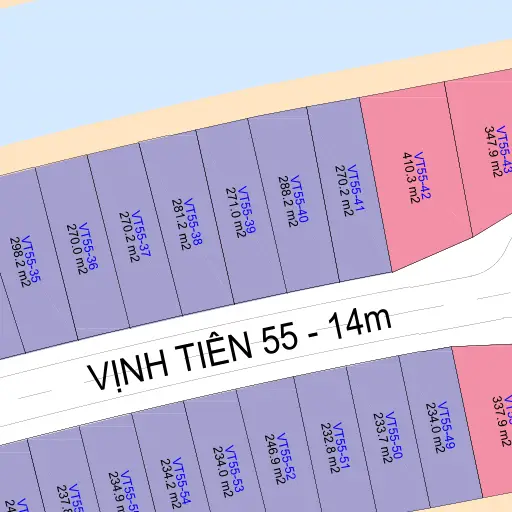 VT55-35
298.2 m2
VT55-36
270.0 m2
VT55-37
270.2 m2
VT55-38
281.2 m2
VT55-39
271.0 m2
VT55-40
288.2 m2
VT55-41
270.2 m2
VT55-42
410.3 m2
VT55-43
347.9 m2
VỊNH TIÊN 55 - 14m
VT55-54
234.2 m2
VT55-53
234.0 m2
VT55-52
246.9 m2
VT55-51
232.8 m2
VT55-50
233.7 m2
VT55-49
234.0 m2
337.9 m2